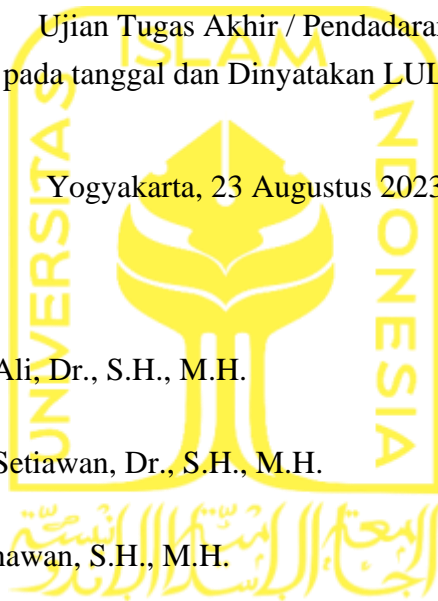 Ujian Tugas Akhir / Pendadaran
ISLAM
pada tanggal dan Dinyatakan LUL
UNIVERSITAS
INDONESIA
Yogyakarta, 23 Augustus 2023
Ali, Dr., S.H., M.H.
Setiawan, Dr., S.H., M.H.
nawan, S.H., M.H.